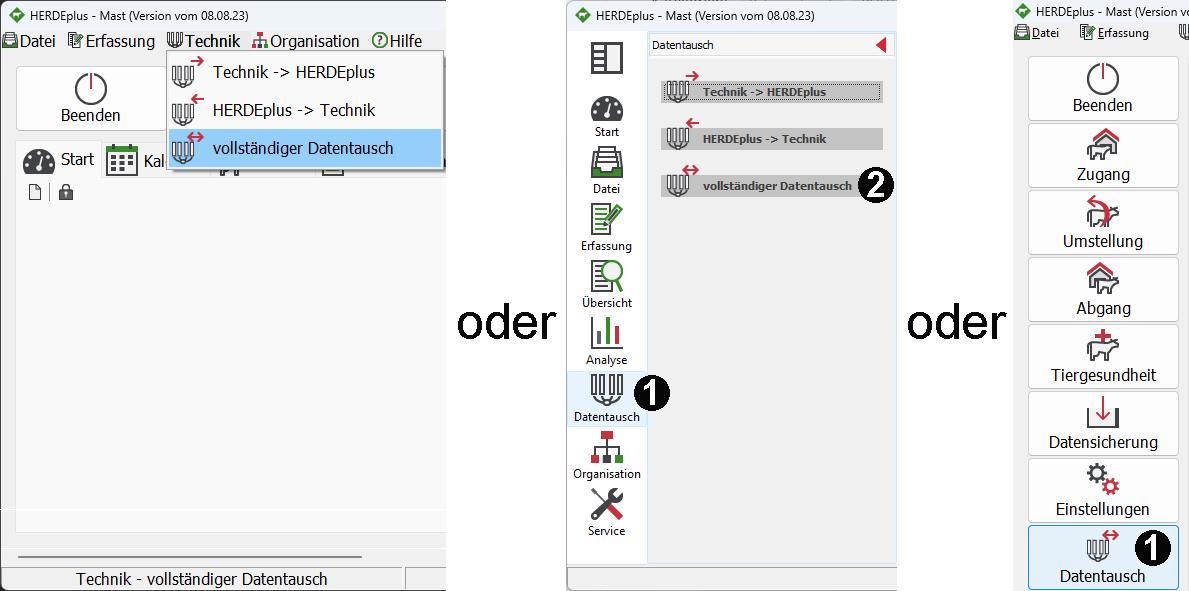 HERDEplus - Mast (Version vom 08.08.23)
Datei Erfassung Technik Organisation Hilfe
Technik -> HERDEplus
HERDEplus -> Technik
vollständiger Datentausch
Beenden
Start
Kal
Technik - vollständiger Datentausch
oder
HERDEplus - Mast (Version vom 08.08.23)
Datentausch
Start
Datei
Erfassung
Übersicht
Analyse
Datentausch 1
Organisation
Service
Technik -> HERDEplus
HERDEplus -> Technik
vollständiger Datentausch 2
oder
HERDEplus - Mast (Version vo
Datei Erfassung
Beenden
Zugang
Umstellung
Abgang
Tiergesundheit
Datensicherung
Einstellungen
1
Datentausch